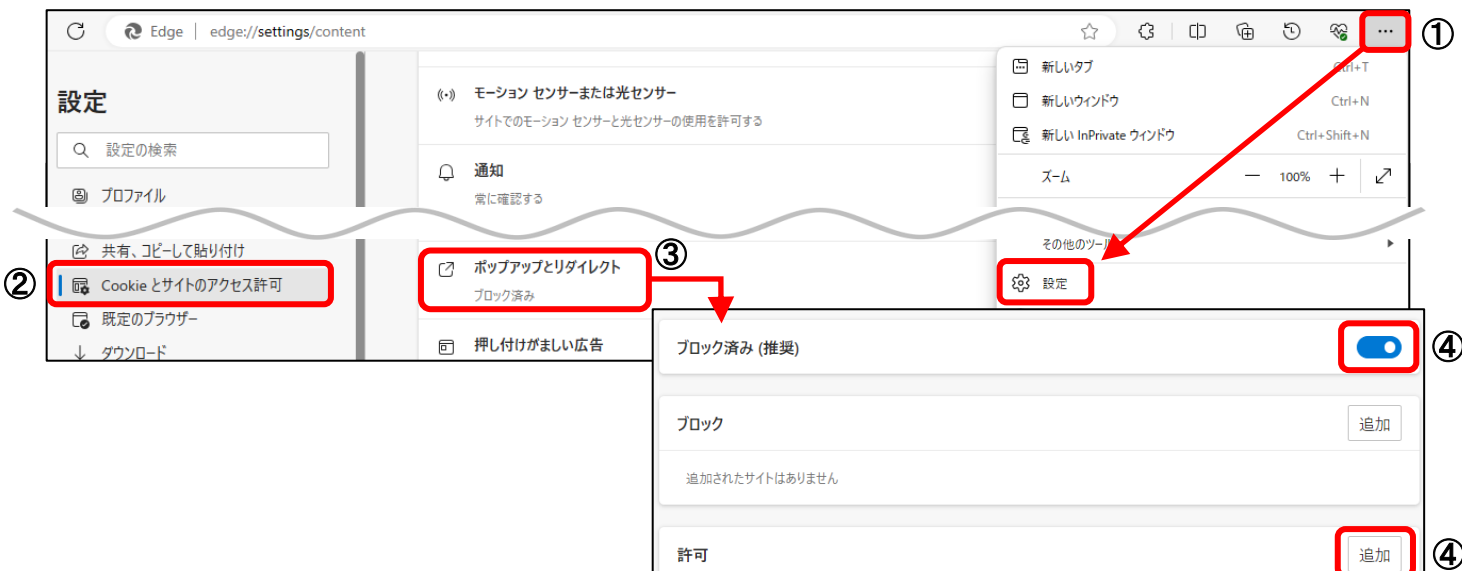 Edge | edge://settings/content
①
設定
設定の検索
プロファイル
共有、コピーして貼り付け
②
Cookie とサイトのアクセス許可
既定のブラウザー
ダウンロード
モーション センサーまたは光センサー
サイトでのモーション センサーと光センサーの使用を許可する
通知
常に確認する
③
ポップアップとリダイレクト
ブロック済み
押し付けがましい広告
新しいタブ Ctrl+T
新しいウィンドウ Ctrl+N
新しい InPrivate ウィンドウ Ctrl+Shift+N
ズーム 100%
その他のツール
設定
ブロック済み (推奨)
④
ブロック 追加
追加されたサイトはありません
許可 追加
④